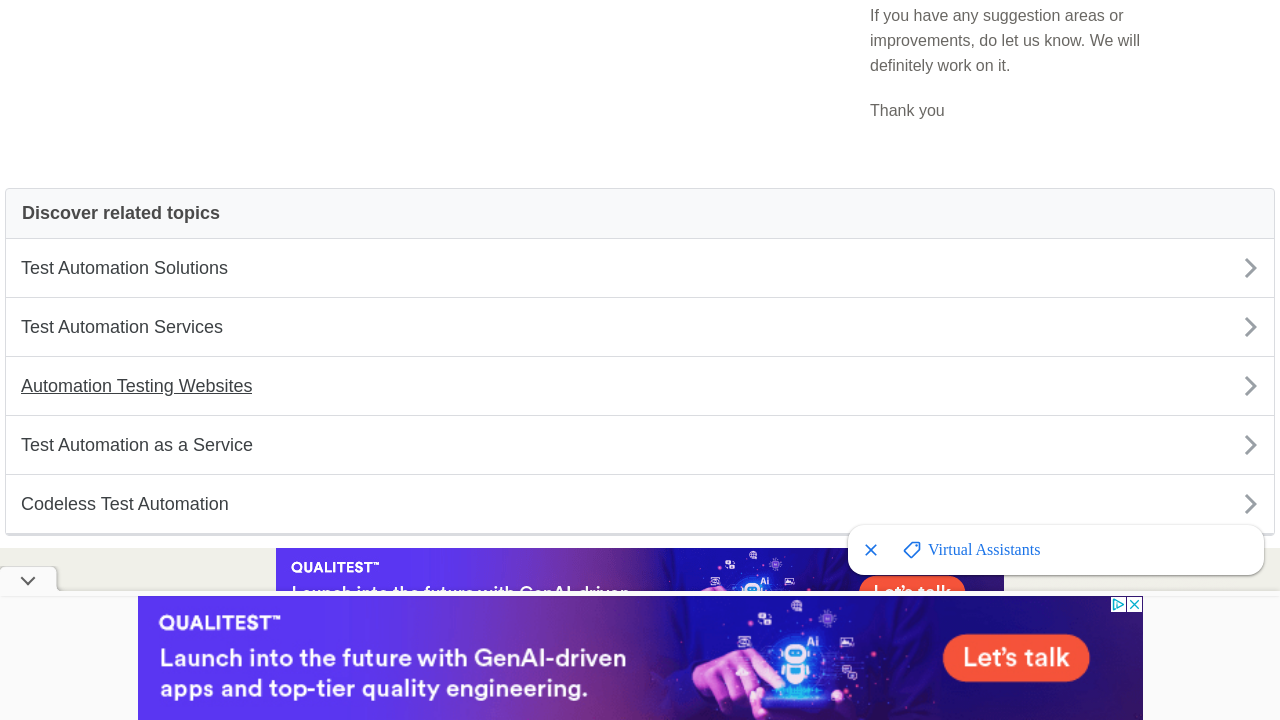 If you have any suggestion areas or
improvements, do let us know. We will
definitely work on it.
Thank you
Discover related topics
Test Automation Solutions
Test Automation Services
Automation Testing Websites
Test Automation as a Service
Codeless Test Automation
Virtual Assistants
QUALITEST™
Launch into the future with GenAI-driven
Ai
Let's talk
QUALITEST™
Launch into the future with GenAI-driven
apps and top-tier quality engineering.
Ai
Let's talk